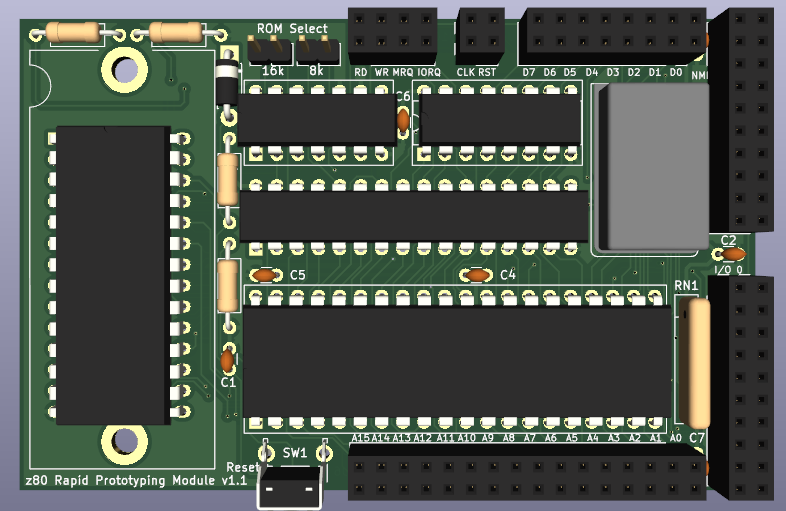 ROM Select
16k 8k
RD WR MRQ IORQ
CLK RST
D7 D6 D5 D4 D3 D2 D1 D0
C6
C2
I/O 0
C5
C4
RN1
C1
A15 A14 A13 A12 A11 A10 A9 A8 A7 A6 A5 A4 A3 A2 A1 A0
C7
SW1
Reset
z80 Rapid Prototyping Module v1.1